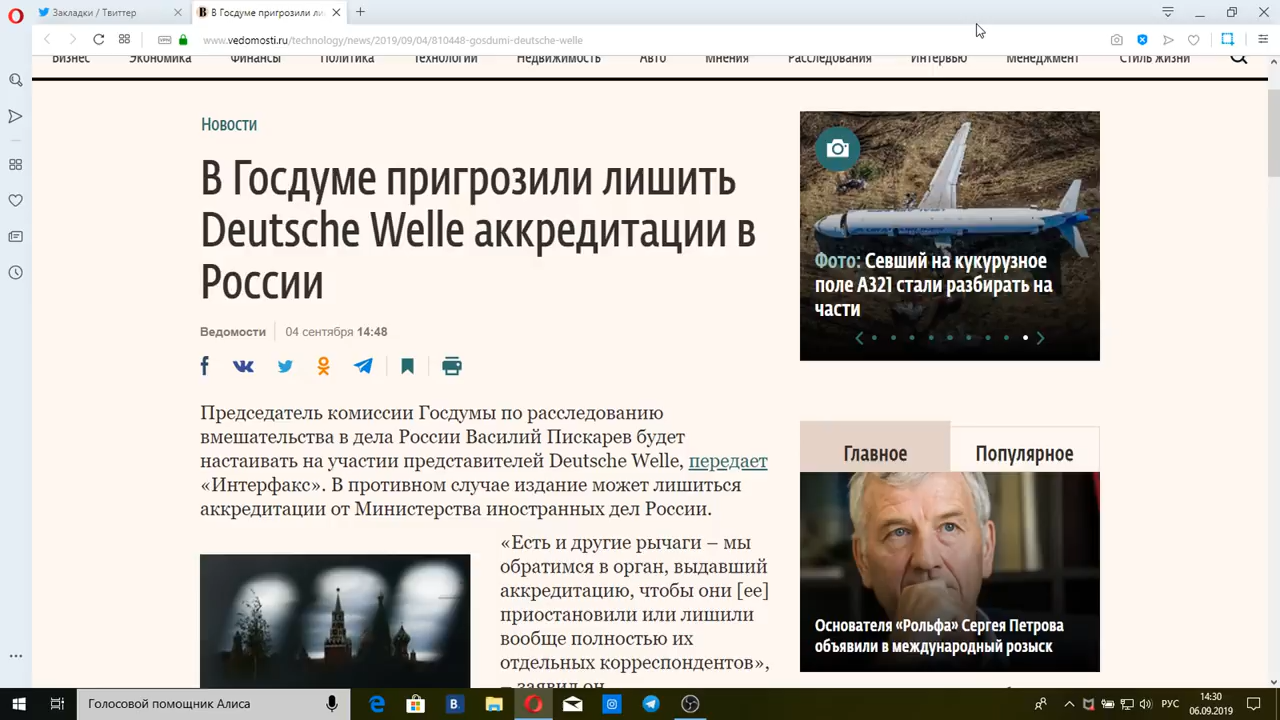 Закладки / Твиттер
В Госдуме пригрозили ли
www.vedomosti.ru/technology/news/2019/09/04/810448-gosdumi-deutsche-welle
Бизнес Экономика Финансы Политика Технологии Недвижимость Авто Мнения Расследования Интервью Менеджмент Стиль жизни
Новости
В Госдуме пригрозили лишить
Deutsche Welle аккредитации в
России
Ведомости 04 сентября 14:48
Председатель комиссии Госдумы по расследованию
вмешательства в дела России Василий Пискарев будет
настаивать на участии представителей Deutsche Welle, передает
«Интерфакс». В противном случае издание может лишиться
аккредитации от Министерства иностранных дел России.
«Есть и другие рычаги – мы
обратимся в орган, выдавший
аккредитацию, чтобы они [ее]
приостановили или лишили
вообще полностью их
отдельных корреспондентов»,
– заявил он.
Фото: Севший на кукурузное
поле А321 стали разбирать на
части
Главное Популярное
Основателя «Рольфа» Сергея Петрова
объявили в международный розыск
Голосовой помощник Алиса
РУС
14:30
06.09.2019